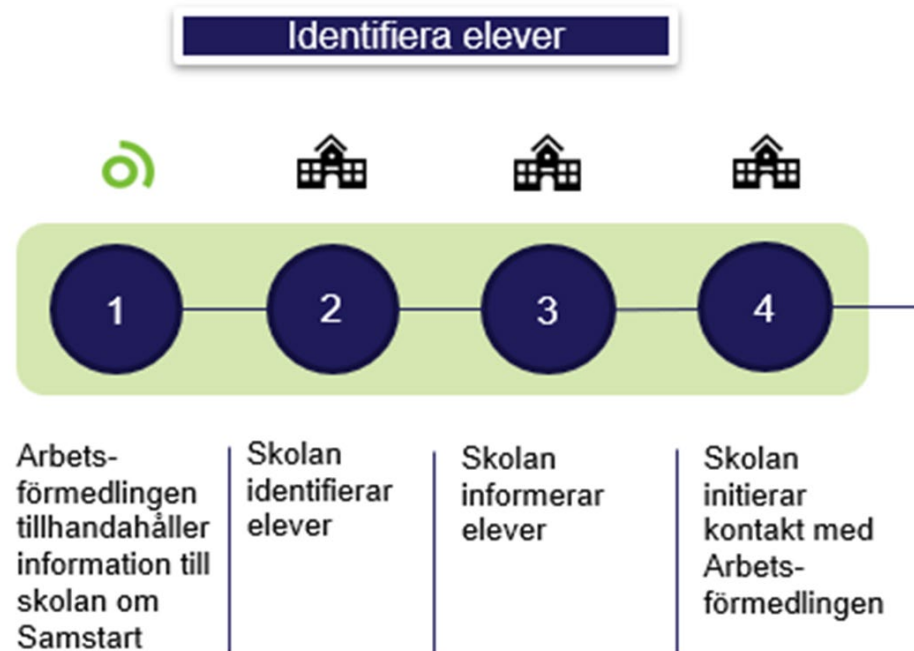 Identifiera elever
1
2
3
4
Arbets-
förmedlingen
tillhandahåller
information till
skolan om
Samstart
Skolan
identifierar
elever
Skolan
informerar
elever
Skolan
initierar
kontakt med
Arbets-
förmedlingen